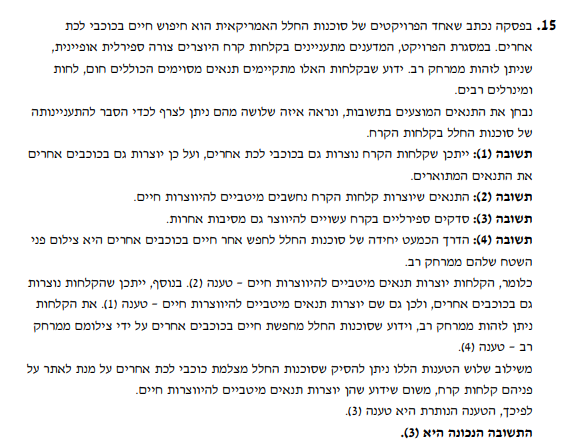 15. בפסקה נכתב שאחד הפרויקטים של סוכנות החלל האמריקאית הוא חיפוש חיים בכוכבי לכת
אחרים. במסגרת הפרויקט, המדענים מתעניינים בקלחות קרח היוצרים צורה ספירלית אופיינית,
שניתן לזהות ממרחק רב. ידוע שבקלחות האלו מתקיימים תנאים מסוימים הכוללים חום, לחות
ומינרלים רבים.
נבחן את התנאים המוצעים בתשובות, ונראה איזה שלושה מהם ניתן לצרף לכדי הסבר להתעניינותה
של סוכנות החלל בקלחות הקרח.
תשובה (1): ייתכן שקלחות הקרח נוצרות גם בכוכבי לכת אחרים, ועל כן יוצרות גם בכוכבים אחרים
את התנאים המתוארים.
תשובה (2): התנאים שיוצרות קלחות הקרח נחשבים מיטביים להיווצרות חיים.
תשובה (3): סדקים ספירליים בקרח עשויים להיווצר גם מסיבות אחרות.
תשובה (4): הדרך הכמעט יחידה של סוכנות החלל לחפש אחר חיים בכוכבים אחרים היא צילום פני
השטח שלהם ממרחק רב.
כלומר, הקלחות יוצרות תנאים מיטביים להיווצרות חיים – טענה (2). בנוסף, ייתכן שהקלחות נוצרות
גם בכוכבים אחרים, ולכן גם שם יוצרות תנאים מיטביים להיווצרות חיים – טענה (1). את הקלחות
ניתן לזהות ממרחק רב, וידוע שסוכנות החלל מחפשת חיים בכוכבים אחרים על ידי צילומם ממרחק
רב – טענה (4).
משילוב שלוש הטענות הללו ניתן להסיק שסוכנות החלל מצלמת כוכבי לכת אחרים על מנת לאתר על
פניהם קלחות קרח, משום שידוע שהן יוצרות תנאים מיטביים להיווצרות חיים.
לפיכך, הטענה הנותרת היא טענה (3).
התשובה הנכונה היא (3).